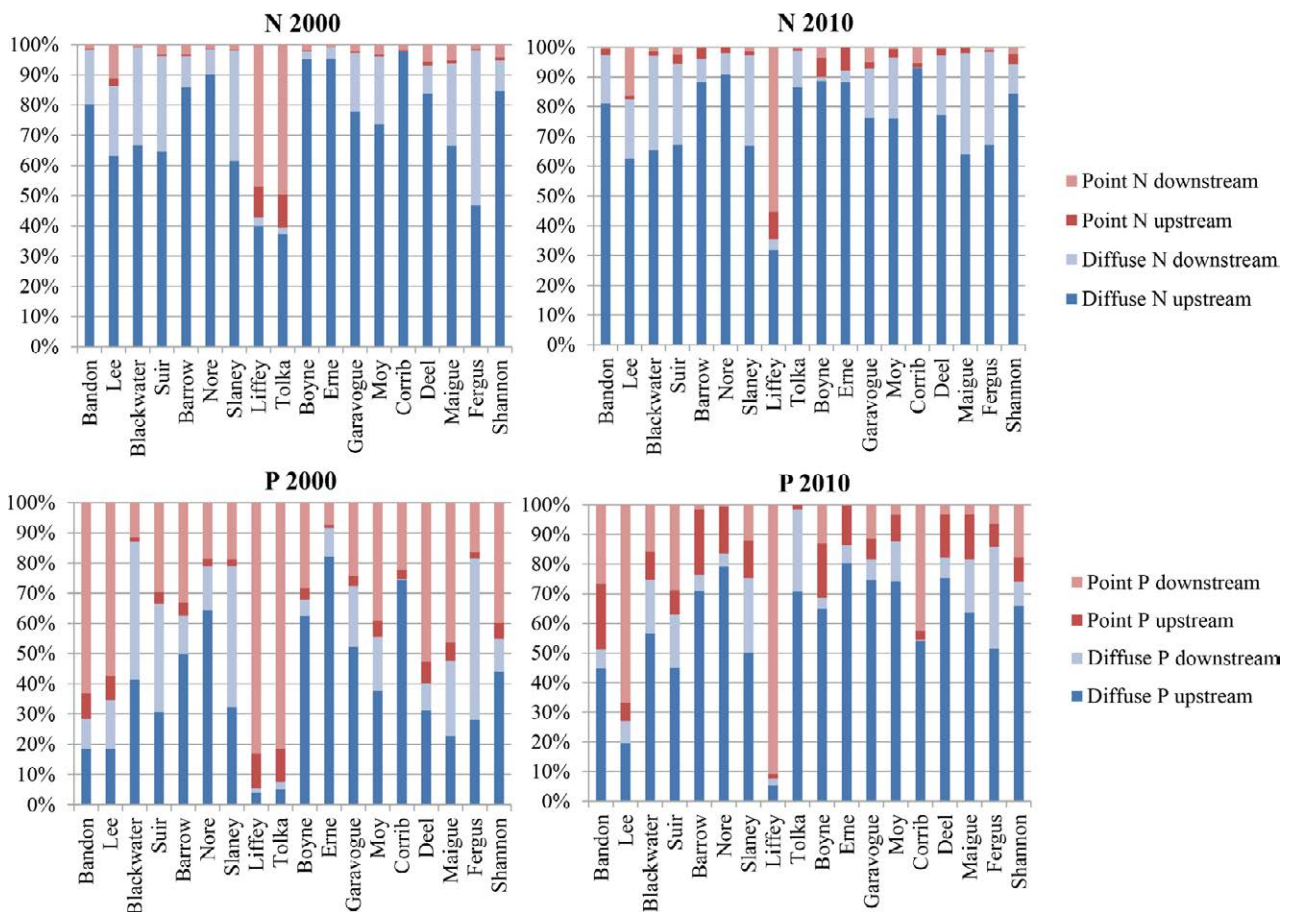 N 2000
100%
90%
80%
70%
60%
50%
40%
30%
20%
10%
0%
Bandon
Lee
Blackwater
Suir
Barrow
Nore
Slaney
Liffey
Tolka
Boyne
Erne
Garavogue
Moy
Corrib
Deel
Maigue
Fergus
Shannon
N 2010
100%
90%
80%
70%
60%
50%
40%
30%
20%
10%
0%
Bandon
Lee
Blackwater
Suir
Barrow
Nore
Slaney
Liffey
Tolka
Boyne
Erne
Garavogue
Moy
Corrib
Deel
Maigue
Fergus
Shannon
Point N downstream
Point N upstream
Diffuse N downstream
Diffuse N upstream
P 2000
100%
90%
80%
70%
60%
50%
40%
30%
20%
10%
0%
Bandon
Lee
Blackwater
Suir
Barrow
Nore
Slaney
Liffey
Tolka
Boyne
Erne
Garavogue
Moy
Corrib
Deel
Maigue
Fergus
Shannon
P 2010
100%
90%
80%
70%
60%
50%
40%
30%
20%
10%
0%
Bandon
Lee
Blackwater
Suir
Barrow
Nore
Slaney
Liffey
Tolka
Boyne
Erne
Garavogue
Moy
Corrib
Deel
Maigue
Fergus
Shannon
Point P downstream
Point P upstream
Diffuse P downstream
Diffuse P upstream